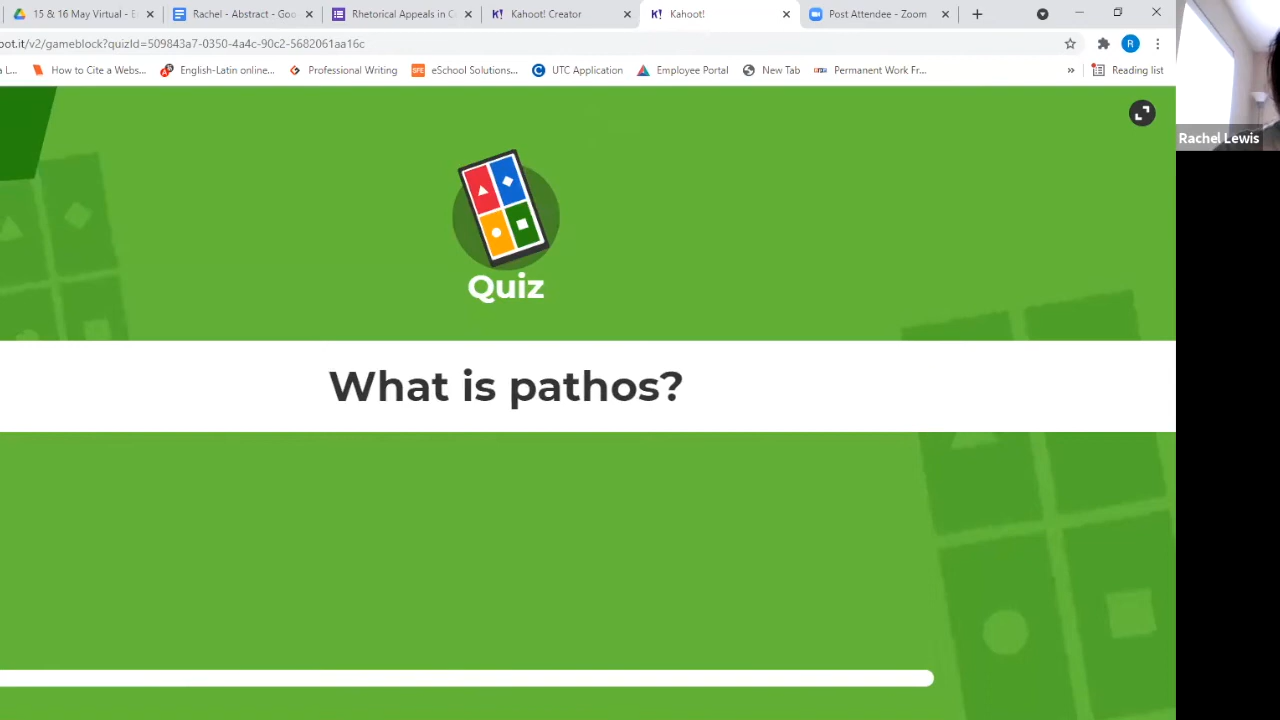 15 & 16 May Virtual - E
Rachel - Abstract - Goo
Rhetorical Appeals in C
K! Kahoot! Creator
K! Kahoot!
Post Attendee - Zoom
oot.it/v2/gameblock?quizId=509843a7-0350-4a4c-90c2-5682061aa16c
R
a L...
How to Cite a Webs...
English-Latin online...
Professional Writing
SFE eSchool Solutions...
UTC Application
Employee Portal
New Tab
Permanent Work Fr...
»
Reading list
Rachel Lewis
Quiz
What is pathos?